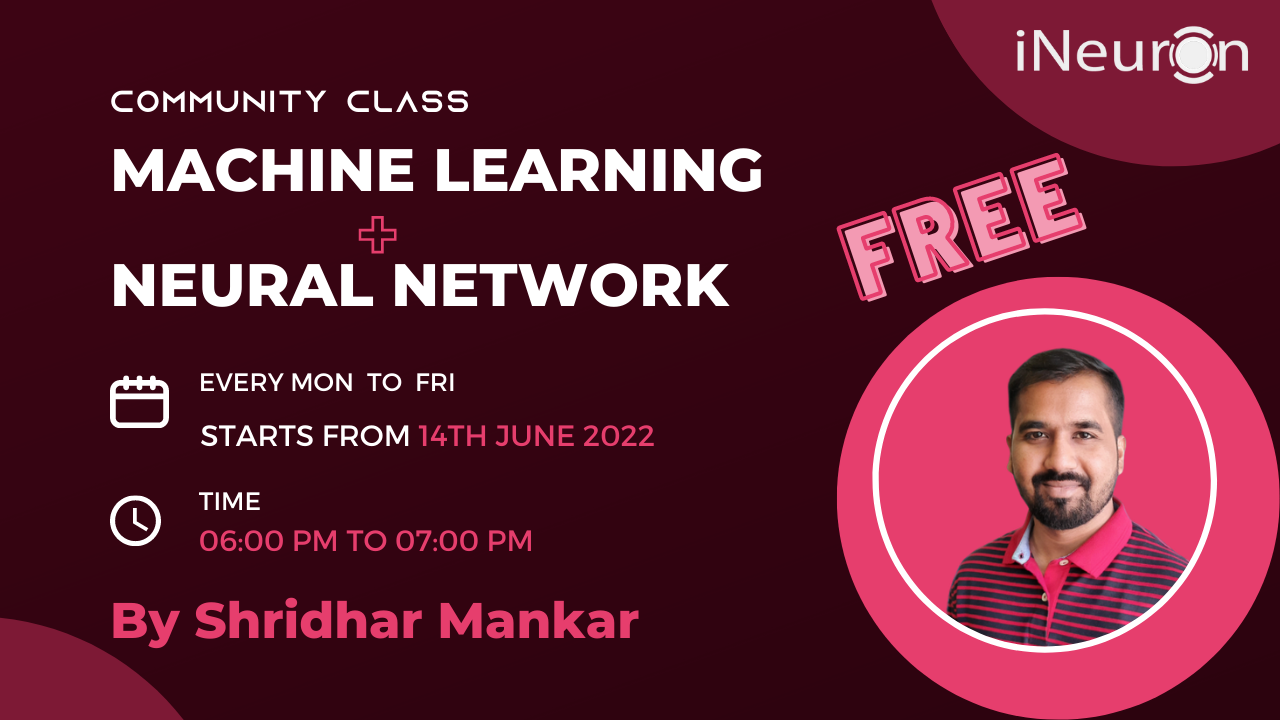 iNeuron
COMMUNITY CLASS
MACHINE LEARNING
NEURAL NETWORK
FREE
EVERY MON TO FRI
STARTS FROM 14TH JUNE 2022
TIME
06:00 PM TO 07:00 PM
By Shridhar Mankar